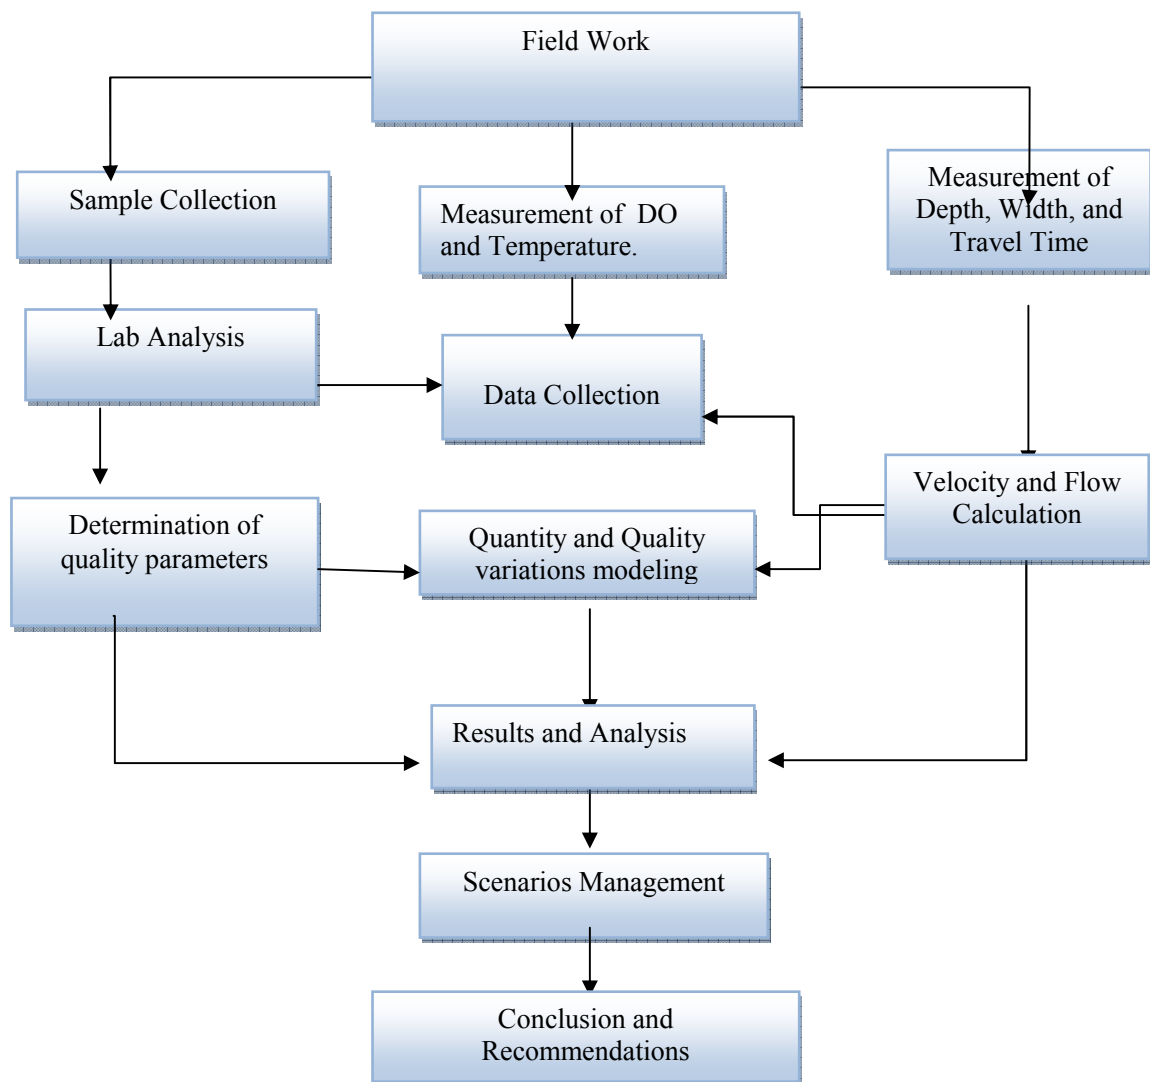 Field Work
Sample Collection
Measurement of DO
and Temperature.
Measurement of
Depth, Width, and
Travel Time
Lab Analysis
Data Collection
Velocity and Flow
Calculation
Determination of
quality parameters
Quantity and Quality
variations modeling
Results and Analysis
Scenarios Management
Conclusion and
Recommendations